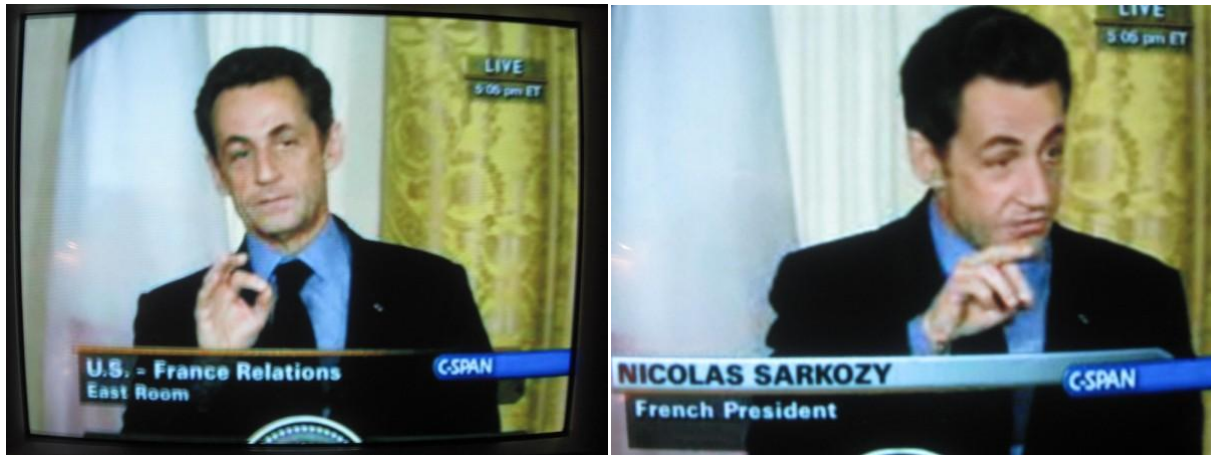 LIVE
5:05 pm ET
U.S. - France Relations
C-SPAN
East Room
LIVE
5:05 pm ET
NICOLAS SARKOZY
C-SPAN
French President